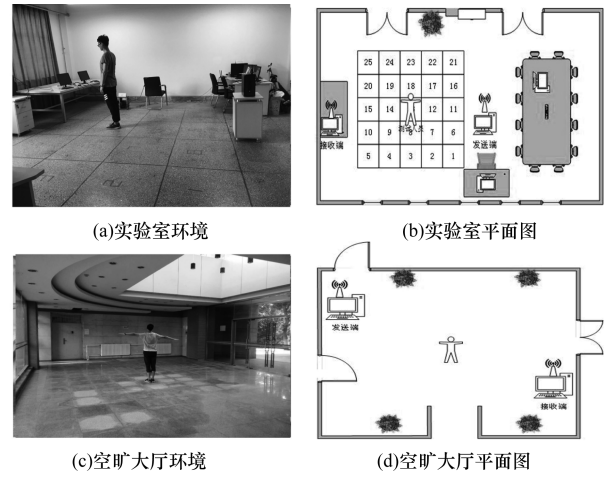 (a)实验室环境
25 24 23 22 21
20 19 18 17 16
15 14 12 11
10 9 7 6
5 4 3 2 1
接收端
发送端
(b)实验室平面图
(c)空旷大厅环境
发送端
接收端
(d)空旷大厅平面图